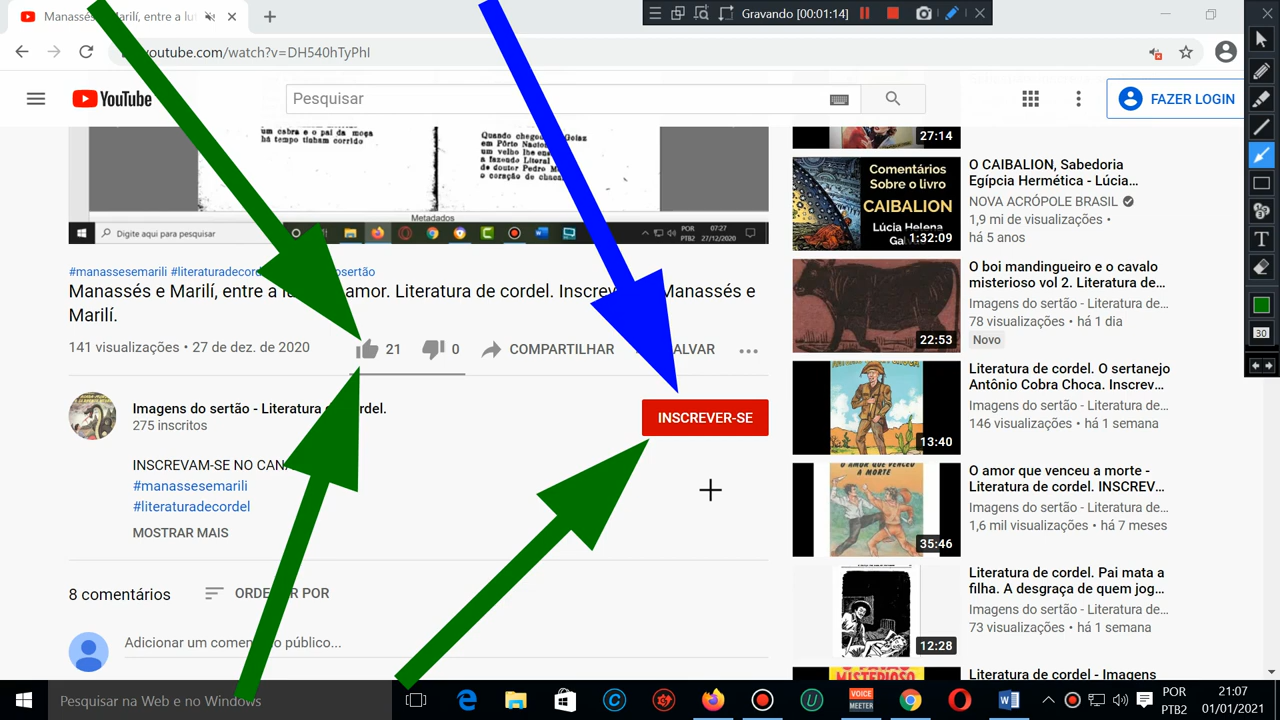 Manassés e Marilí, entre a lut
Gravando [00:01:14]
youtube.com/watch?v=DH540hTyPhI
YouTube
Pesquisar
FAZER LOGIN
um cabra e o pai da moça
há tempo tinham corrido
Quando chegou
Goiaz
em Pôrto Nacio
um velho lhe en
a fazenda Literal
de doutor Pedro M
o coração de
Metadados
Digite aqui para pesquisar
POR
PTB2
07:27
27/12/2020
#manassesemarili #literaturadecord osertão
Manassés e Marilí, entre a lu amor. Literatura de cordel. Inscrev Manassés e
Marilí.
141 visualizações • 27 de dez. de 2020
21
0
COMPARTILHAR
ALVAR
Imagens do sertão - Literatura de cordel.
275 inscritos
INSCREVER-SE
INSCREVAM-SE NO CAN
#manassesemarili
#literaturadecordel
MOSTRAR MAIS
8 comentários
ORDENAR POR
Adicionar um comentário público...
27:14
Comentários
Sobre o livro
CAIBALION
Lúcia Helena
Gal
1:32:09
O CAIBALION, Sabedoria
Egípcia Hermética - Lúcia...
NOVA ACRÓPOLE BRASIL
1,9 mi de visualizações •
há 5 anos
22:53
O boi mandingueiro e o cavalo
misterioso vol 2. Literatura de...
Imagens do sertão - Literatura de...
78 visualizações • há 1 dia
Novo
13:40
Literatura de cordel. O sertanejo
Antônio Cobra Choca. Inscrev...
Imagens do sertão - Literatura de...
146 visualizações • há 1 semana
O AMOR QUE VENCEU A
MORTE
35:46
O amor que venceu a morte -
Literatura de cordel. INSCREV...
Imagens do sertão - Literatura de...
1,6 mil visualizações • há 7 meses
12:28
Literatura de cordel. Pai mata a
filha. A desgraça de quem jog...
Imagens do sertão - Literatura de...
73 visualizações • há 1 semana
Literatura de cordel - Imagens
T
30
Pesquisar na Web e no Windows
VOICE
MEETER
POR
PTB2
21:07
01/01/2021